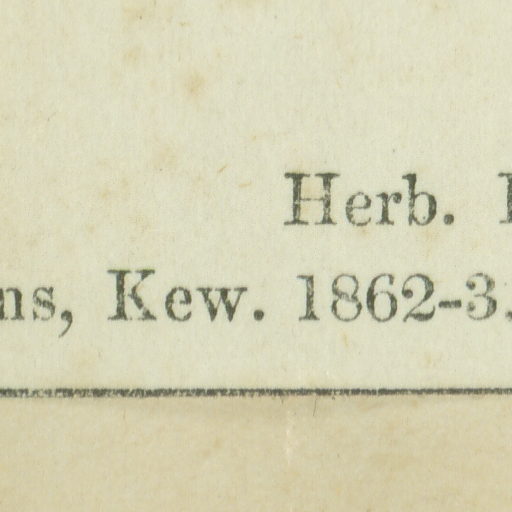 Herb.
ns, Kew. 1862-3.